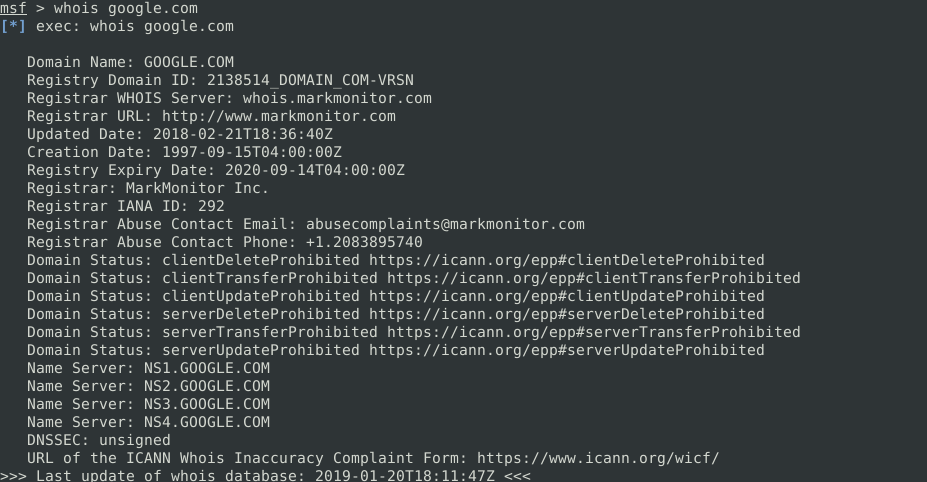 msf > whois google.com
[*] exec: whois google.com
Domain Name: GOOGLE.COM
Registry Domain ID: 2138514_DOMAIN_COM-VRSN
Registrar WHOIS Server: whois.markmonitor.com
Registrar URL: http://www.markmonitor.com
Updated Date: 2018-02-21T18:36:40Z
Creation Date: 1997-09-15T04:00:00Z
Registry Expiry Date: 2020-09-14T04:00:00Z
Registrar: MarkMonitor Inc.
Registrar IANA ID: 292
Registrar Abuse Contact Email: abusecomplaints@markmonitor.com
Registrar Abuse Contact Phone: +1.2083895740
Domain Status: clientDeleteProhibited https://icann.org/epp#clientDeleteProhibited
Domain Status: clientTransferProhibited https://icann.org/epp#clientTransferProhibited
Domain Status: clientUpdateProhibited https://icann.org/epp#clientUpdateProhibited
Domain Status: serverDeleteProhibited https://icann.org/epp#serverDeleteProhibited
Domain Status: serverTransferProhibited https://icann.org/epp#serverTransferProhibited
Domain Status: serverUpdateProhibited https://icann.org/epp#serverUpdateProhibited
Name Server: NS1.GOOGLE.COM
Name Server: NS2.GOOGLE.COM
Name Server: NS3.GOOGLE.COM
Name Server: NS4.GOOGLE.COM
DNSSEC: unsigned
URL of the ICANN Whois Inaccuracy Complaint Form: https://www.icann.org/wicf/
>>> Last update of whois database: 2019-01-20T18:11:47Z <<<